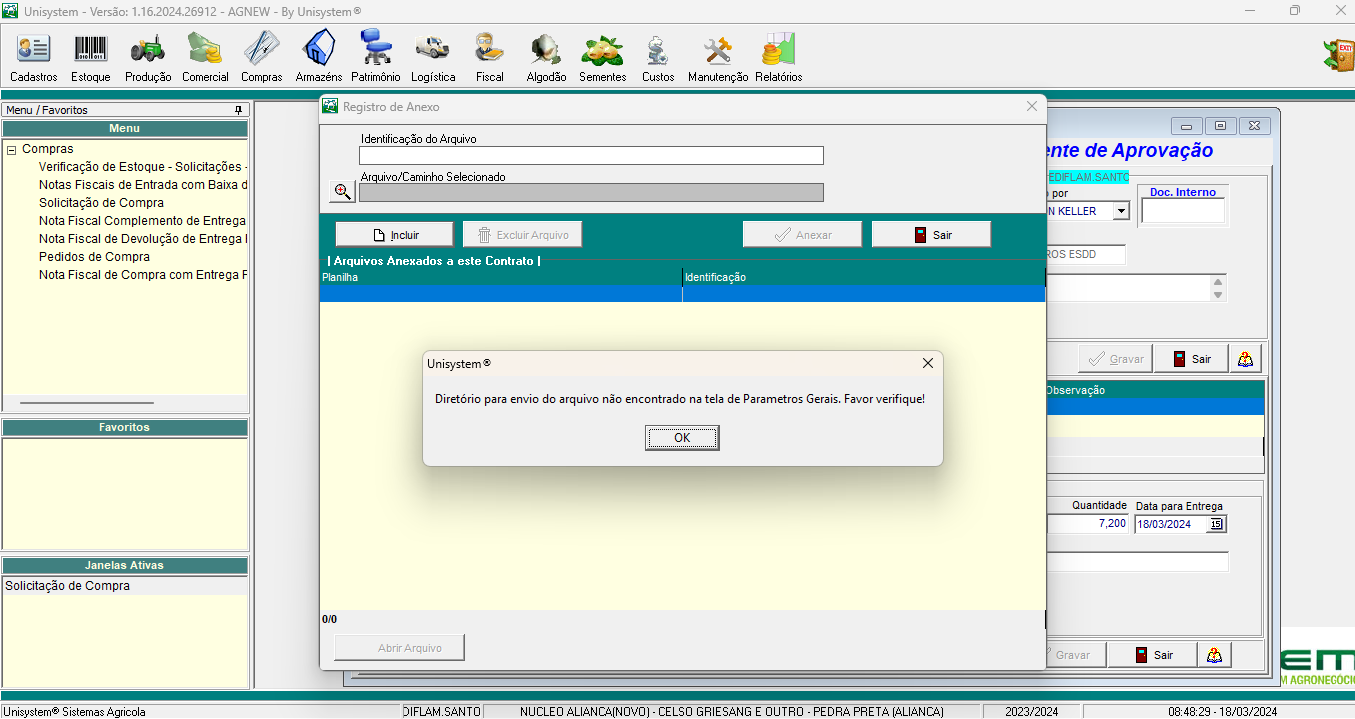 Unisystem - Versão: 1.16.2024.26912 - AGNEW - By Unisystem®
Cadastros Estoque Produção Comercial Compras Armazéns Patrimônio Logística Fiscal Algodão Sementes Custos Manutenção Relatórios
EXIT
Menu / Favoritos
Menu
Compras
Verificação de Estoque - Solicitações -
Notas Fiscais de Entrada com Baixa d
Solicitação de Compra
Nota Fiscal Complemento de Entrega
Nota Fiscal de Devolução de Entrega
Pedidos de Compra
Nota Fiscal de Compra com Entrega F
Favoritos
Janelas Ativas
Solicitação de Compra
Registro de Anexo
Identificação do Arquivo
Arquivo/Caminho Selecionado
Incluir Excluir Arquivo Anexar Sair
| Arquivos Anexados a este Contrato |
Planilha Identificação
Unisystem®
Diretório para envio do arquivo não encontrado na tela de Parametros Gerais. Favor verifique!
OK
0/0
Abrir Arquivo
ente de Aprovação
EDIFLAM.SANTO
por
Doc. Interno
N KELLER
ROS ESDD
Gravar Sair
Observação
Quantidade Data para Entrega
7,200 18/03/2024 15
Gravar Sair
EM
M AGRONEGÓCIO
Unisystem® Sistemas Agricola DIFLAM.SANTO NUCLEO ALIANCA(NOVO) - CELSO GRIESANG E OUTRO - PEDRA PRETA (ALIANCA) 2023/2024 08:48:29 - 18/03/2024